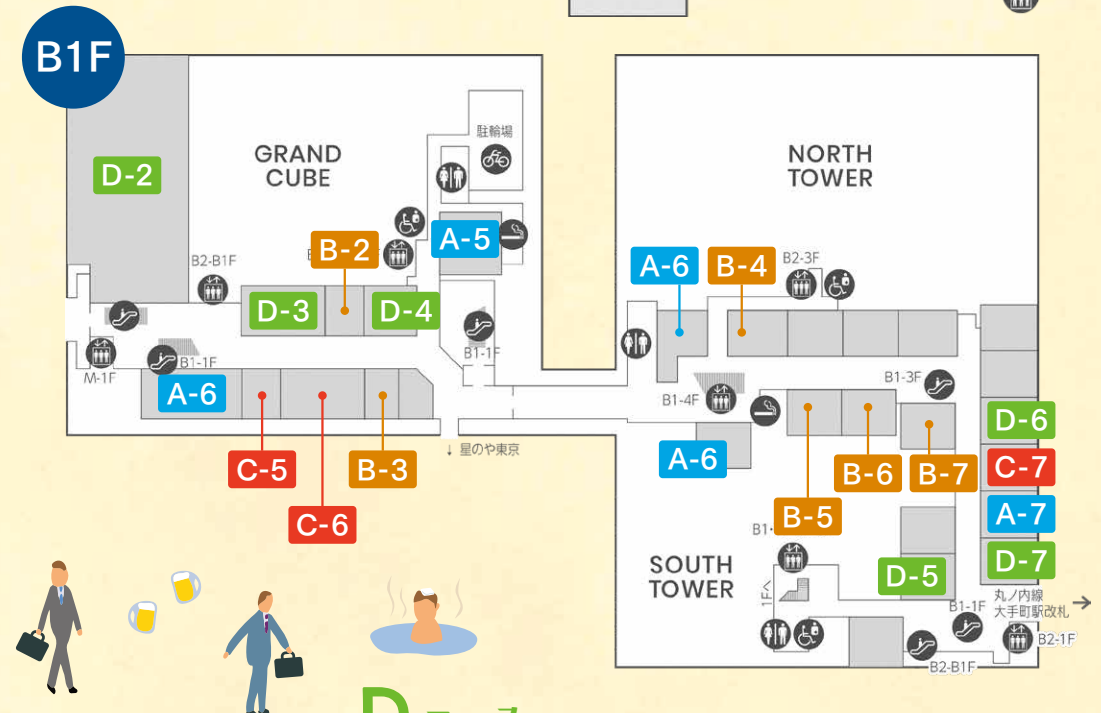 B1F
駐輪場
GRAND
CUBE
NORTH
TOWER
D-2
A-5
B-2
B2-B1F
D-3
D-4
A-6
B-4
B2-3F
B1-1F
M-1F
B1-1F
A-6
B1-4F
B1-3F
↓ 星のや東京
C-5
B-3
C-6
A-6
B-5
B-6
B-7
D-6
C-7
A-7
D-7
SOUTH
TOWER
1Fへ
D-5
丸ノ内線
大手町駅改札 →
B1-1F
B2-1F
B2-B1F
D